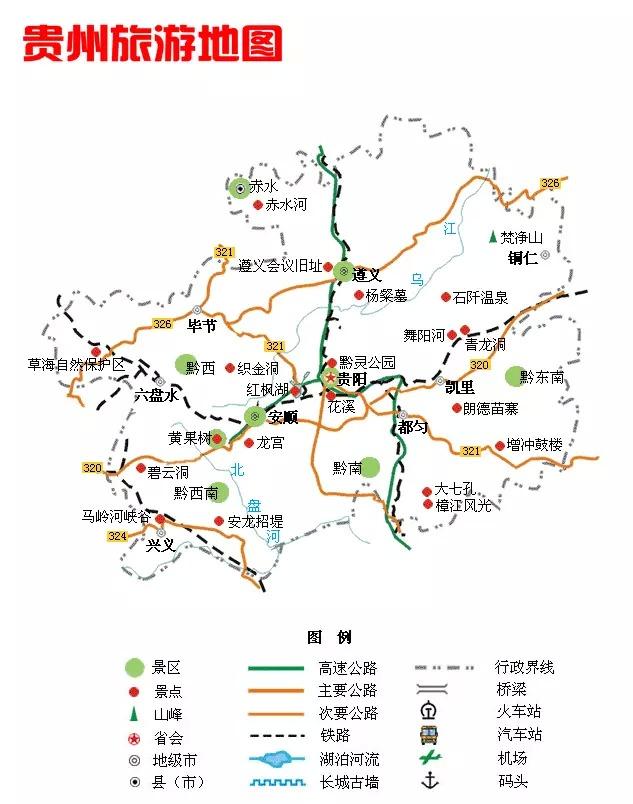 贵州旅游地图
赤水
赤水河
326
江
321
梵净山
遵义会议旧址
遵义
铜仁
乌
杨粲墓
石阡温泉
毕节
326
321
舞阳河
青龙洞
草海自然保护区
黔西
织金洞
黔灵公园
320
贵阳
六盘水
红枫湖
凯里
黔东南
花溪
安顺
朗德苗寨
都匀
黄果树
龙宫
增冲鼓楼
321
320
碧云洞
北
黔南
黔西南
盘
大七孔
樟江风光
马岭河峡谷
安龙招堤
河
324
兴义
图 例
景区
高速公路
行政界线
景点
主要公路
桥梁
山峰
次要公路
火车站
省会
铁路
汽车站
地级市
湖泊河流
机场
县（市）
长城古墙
码头